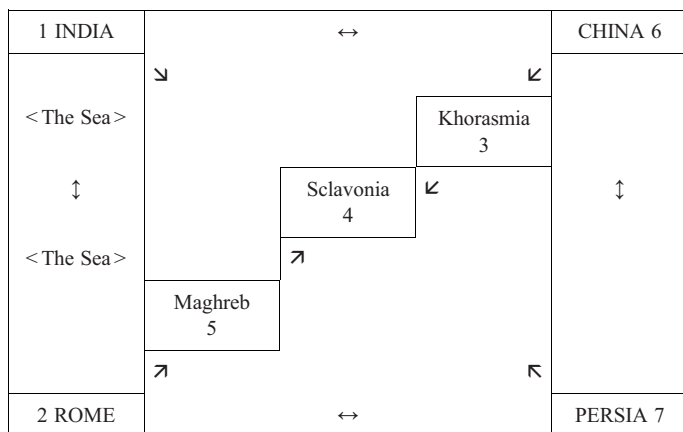 1 INDIA
↔
CHINA 6
↘
↙
<The Sea>
Khorasmia
3
↕
Sclavonia
4
↙
↕
<The Sea>
↗
Maghreb
5
↗
↖
2 ROME
↔
PERSIA 7